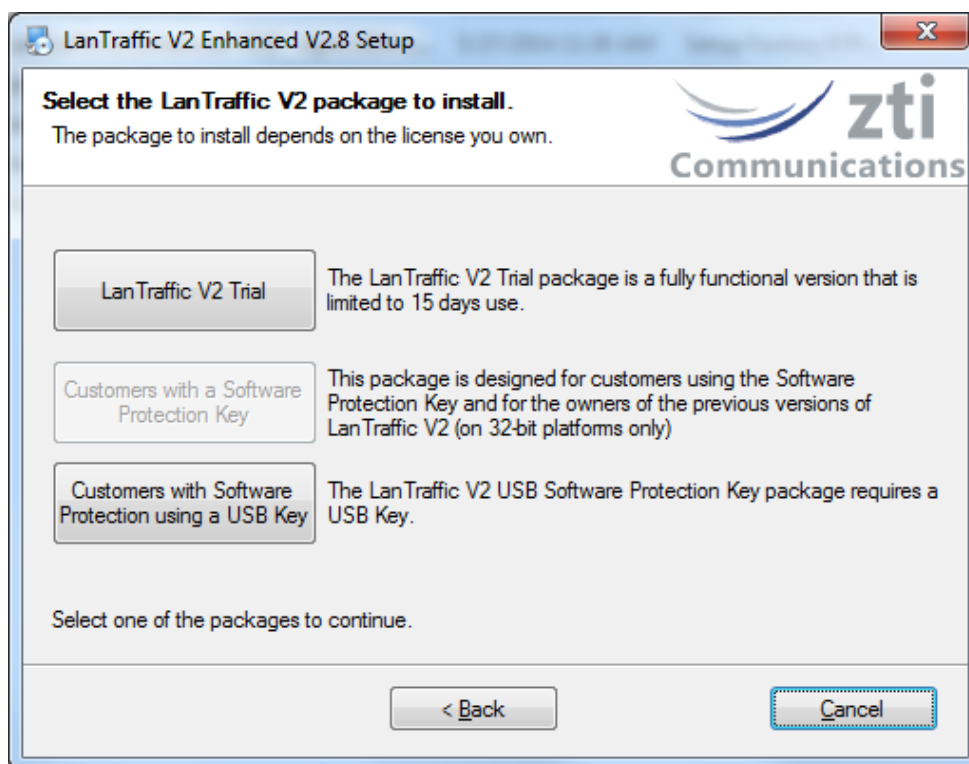 LanTraffic V2 Enhanced V2.8 Setup
Select the LanTraffic V2 package to install.
The package to install depends on the license you own.
zti
Communications
LanTraffic V2 Trial
The LanTraffic V2 Trial package is a fully functional version that is
limited to 15 days use.
Customers with a Software
Protection Key
This package is designed for customers using the Software
Protection Key and for the owners of the previous versions of
LanTraffic V2 (on 32-bit platforms only)
Customers with Software
Protection using a USB Key
The LanTraffic V2 USB Software Protection Key package requires a
USB Key.
Select one of the packages to continue.
< Back
Cancel